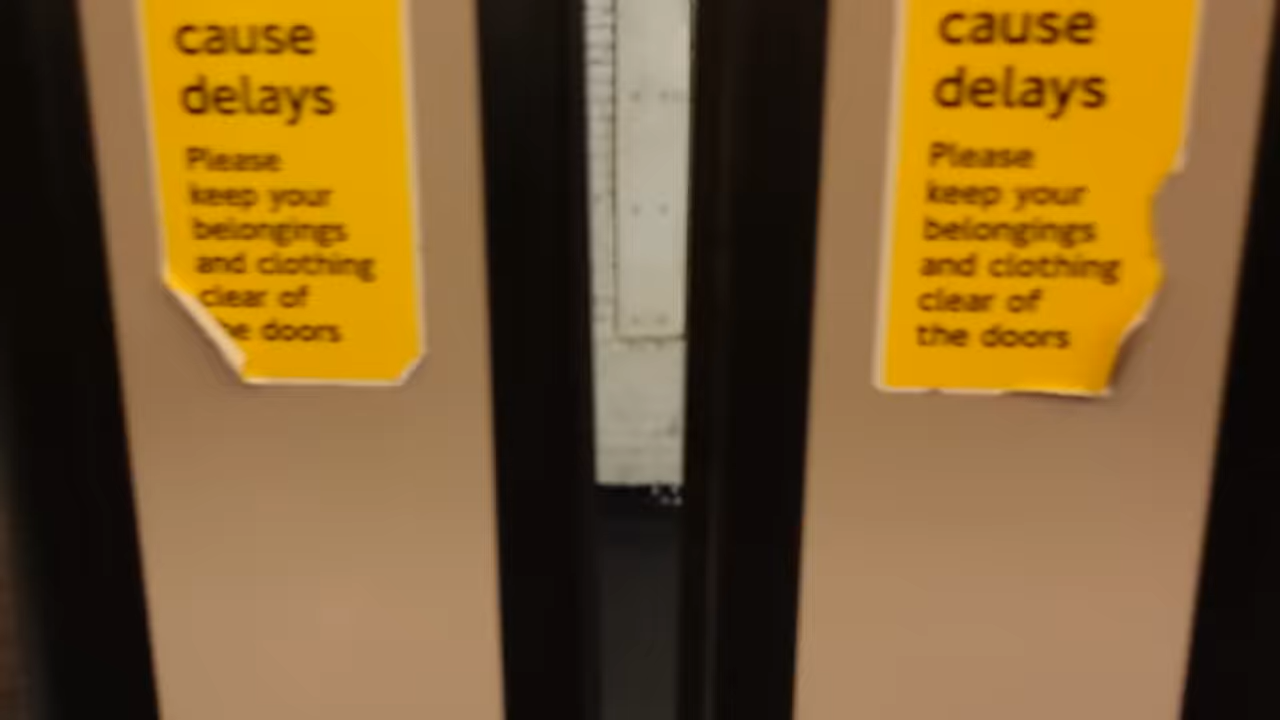 cause
delays
Please
keep your
belongings
and clothing
clear of
he doors
cause
delays
Please
keep your
belongings
and clothing
clear of
the doors